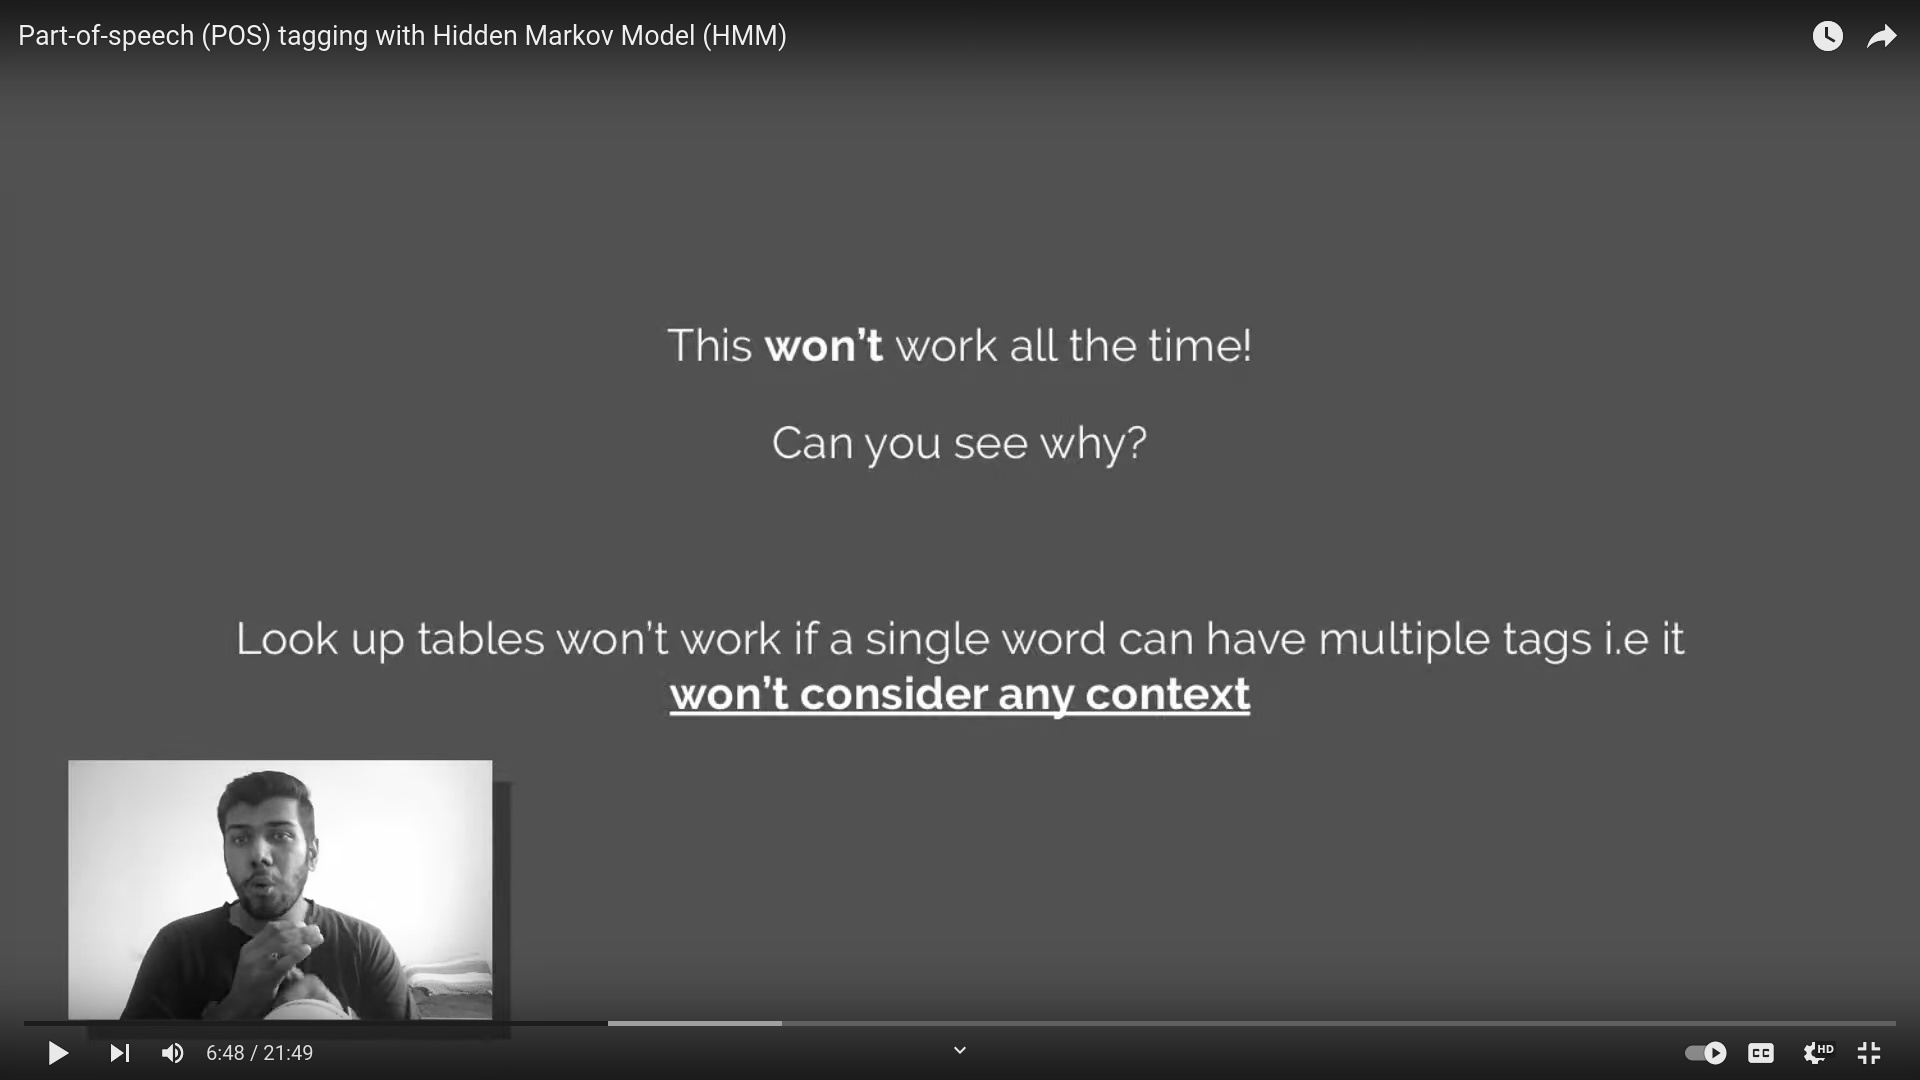 Part-of-speech (POS) tagging with Hidden Markov Model (HMM)
This won't work all the time!
Can you see why?
Look up tables won't work if a single word can have multiple tags i.e it
won't consider any context
6:48 / 21:49
CC
HD